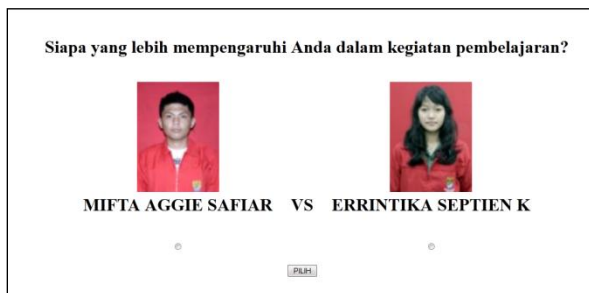 Siapa yang lebih mempengaruhi Anda dalam kegiatan pembelajaran?
MIFTA AGGIE SAFIAR VS ERRINTIKA SEPTIEN K
PILIH